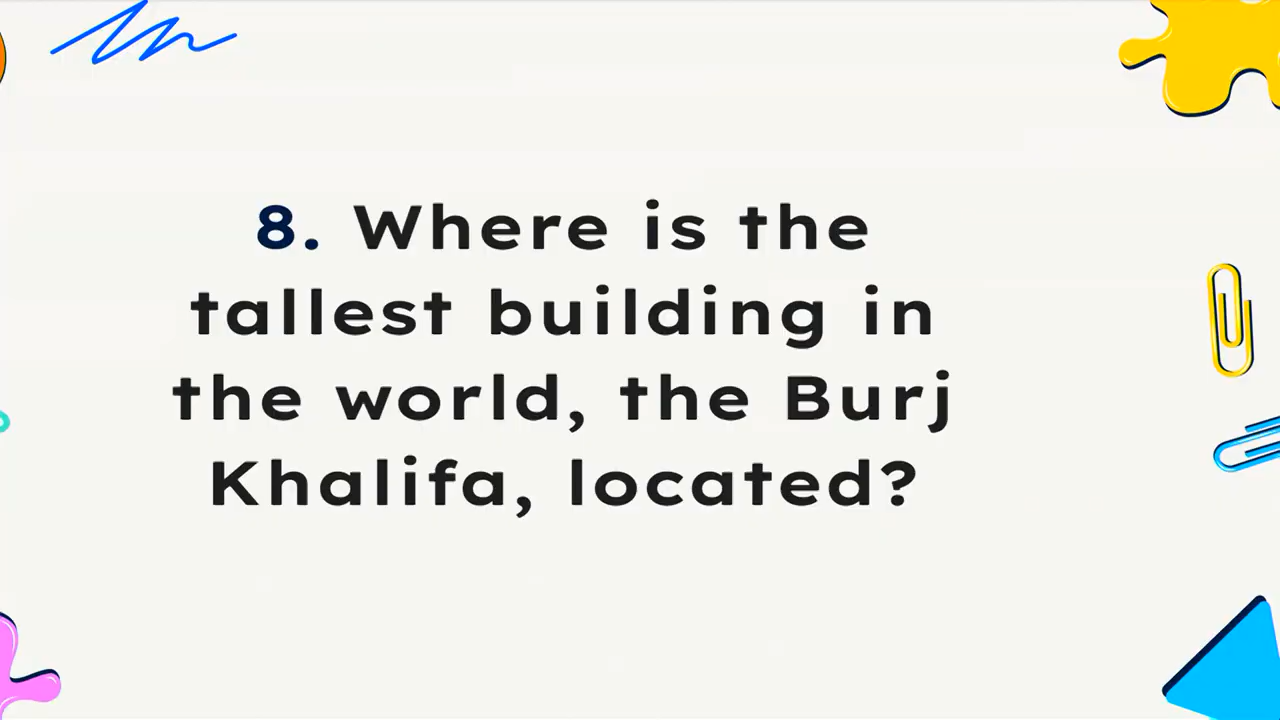 8. Where is the
tallest building in
the world, the Burj
Khalifa, located?